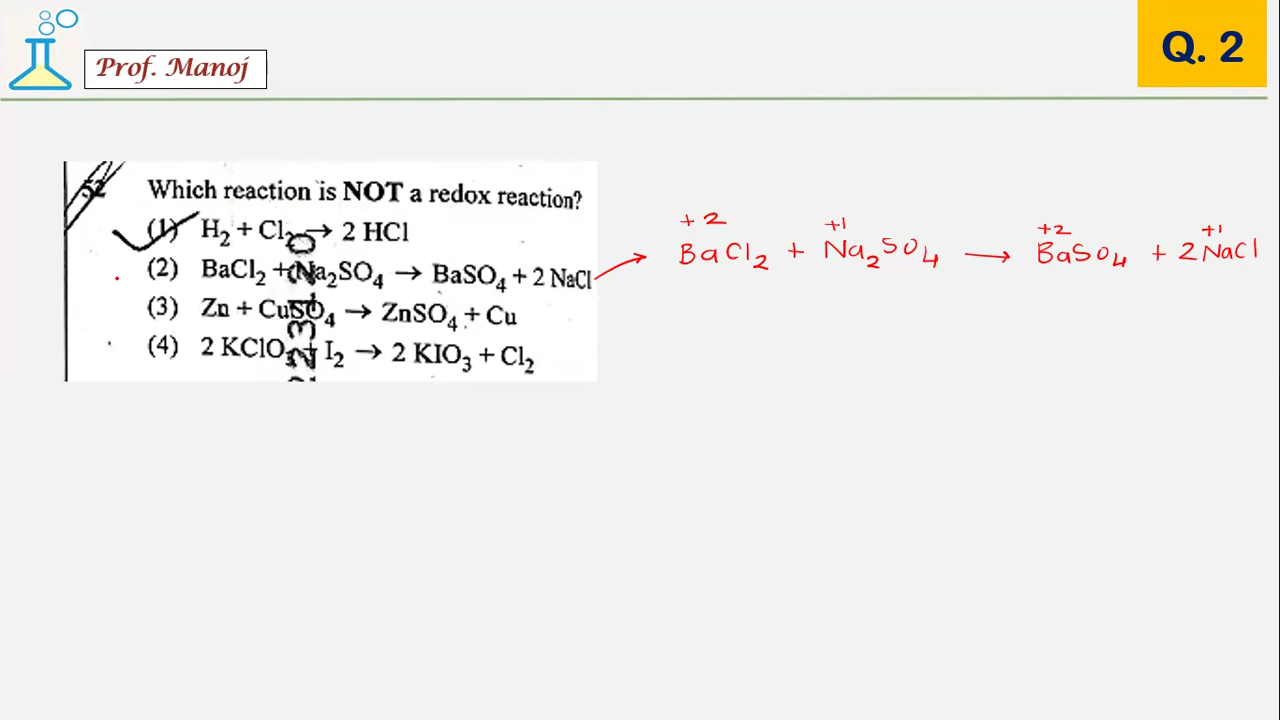 Prof. Manoj
Q. 2
52 Which reaction is NOT a redox reaction?
(1) H₂ + Cl₂ → 2 HCl
(2) BaCl₂ + Na₂SO₄ → BaSO₄ + 2 NaCl
(3) Zn + CuSO₄ → ZnSO₄ + Cu
(4) 2 KClO₃ + I₂ → 2 KIO₃ + Cl₂
+2 +1 +2 +1
BaCl₂ + Na₂SO₄ → BaSO₄ + 2NaCl